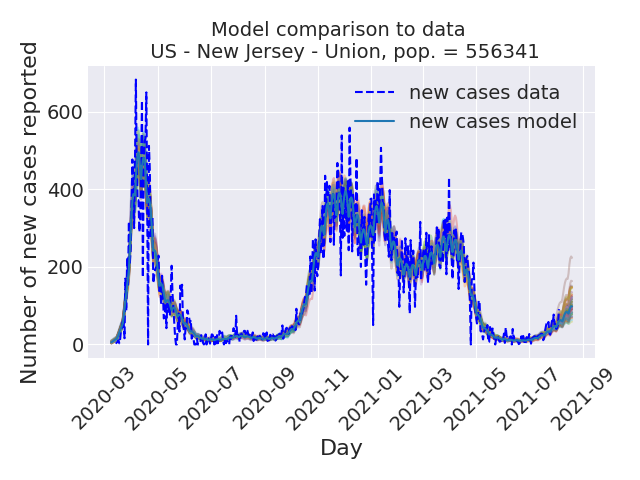 Model comparison to data
US - New Jersey - Union, pop. = 556341
new cases data
new cases model
Number of new cases reported
600
400
200
0
2020-03
2020-05
2020-07
2020-09
2020-11
2021-01
2021-03
2021-05
2021-07
2021-09
Day